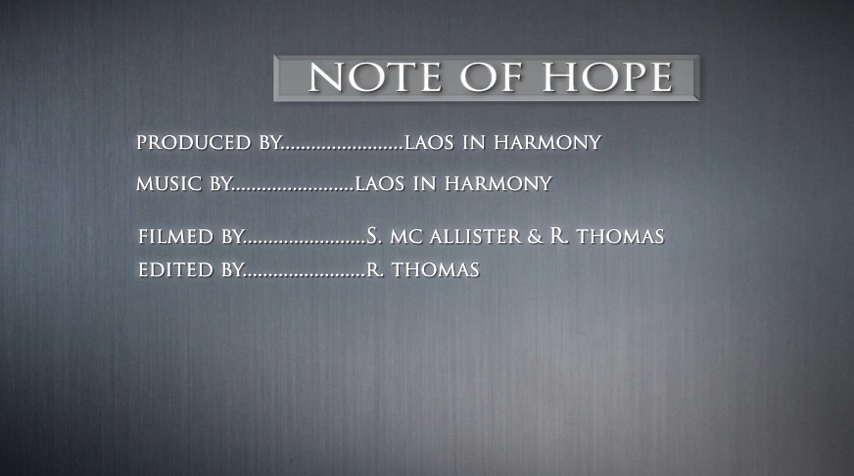 NOTE OF HOPE
PRODUCED BY........................LAOS IN HARMONY
MUSIC BY........................LAOS IN HARMONY
FILMED BY........................S. MC ALLISTER & R. THOMAS
EDITED BY........................R. THOMAS